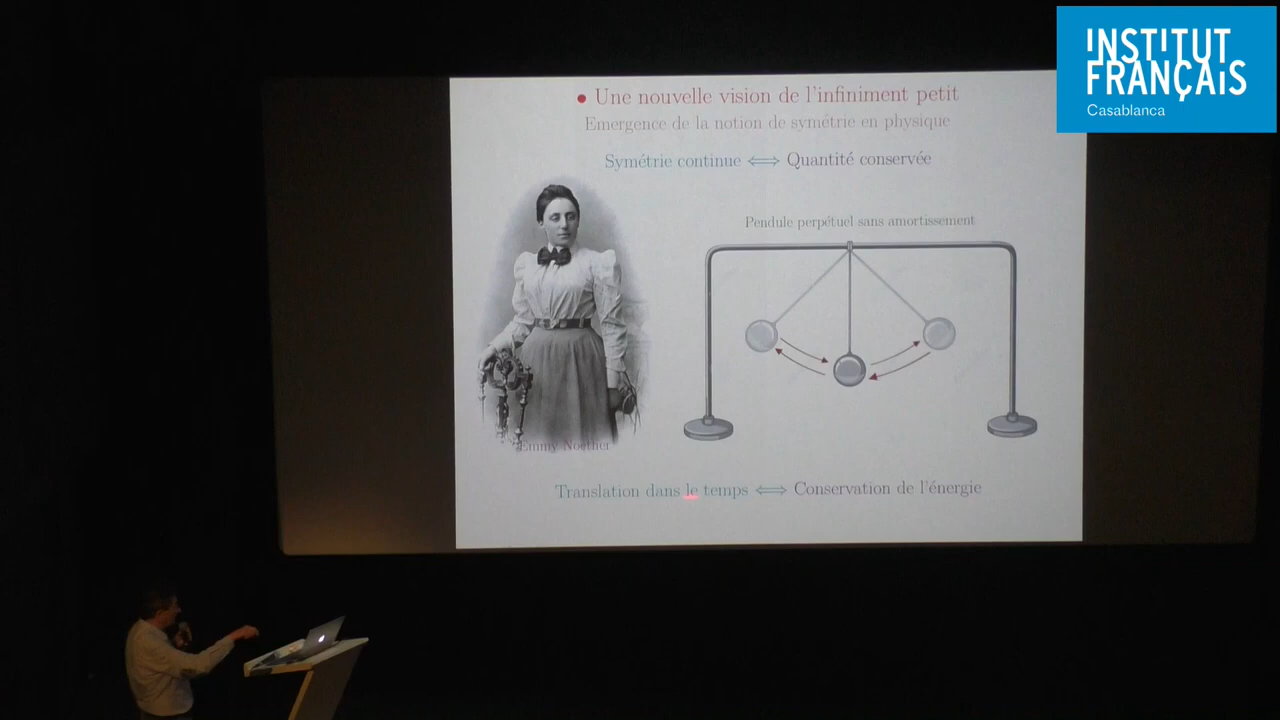 INSTITUT
FRANÇAIS
Casablanca
• Une nouvelle vision de l'infiniment petit
Emergence de la notion de symétrie en physique
Symétrie continue ⟺ Quantité conservée
Pendule perpétuel sans amortissement
Emmy Noether
Translation dans le temps ⟺ Conservation de l'énergie